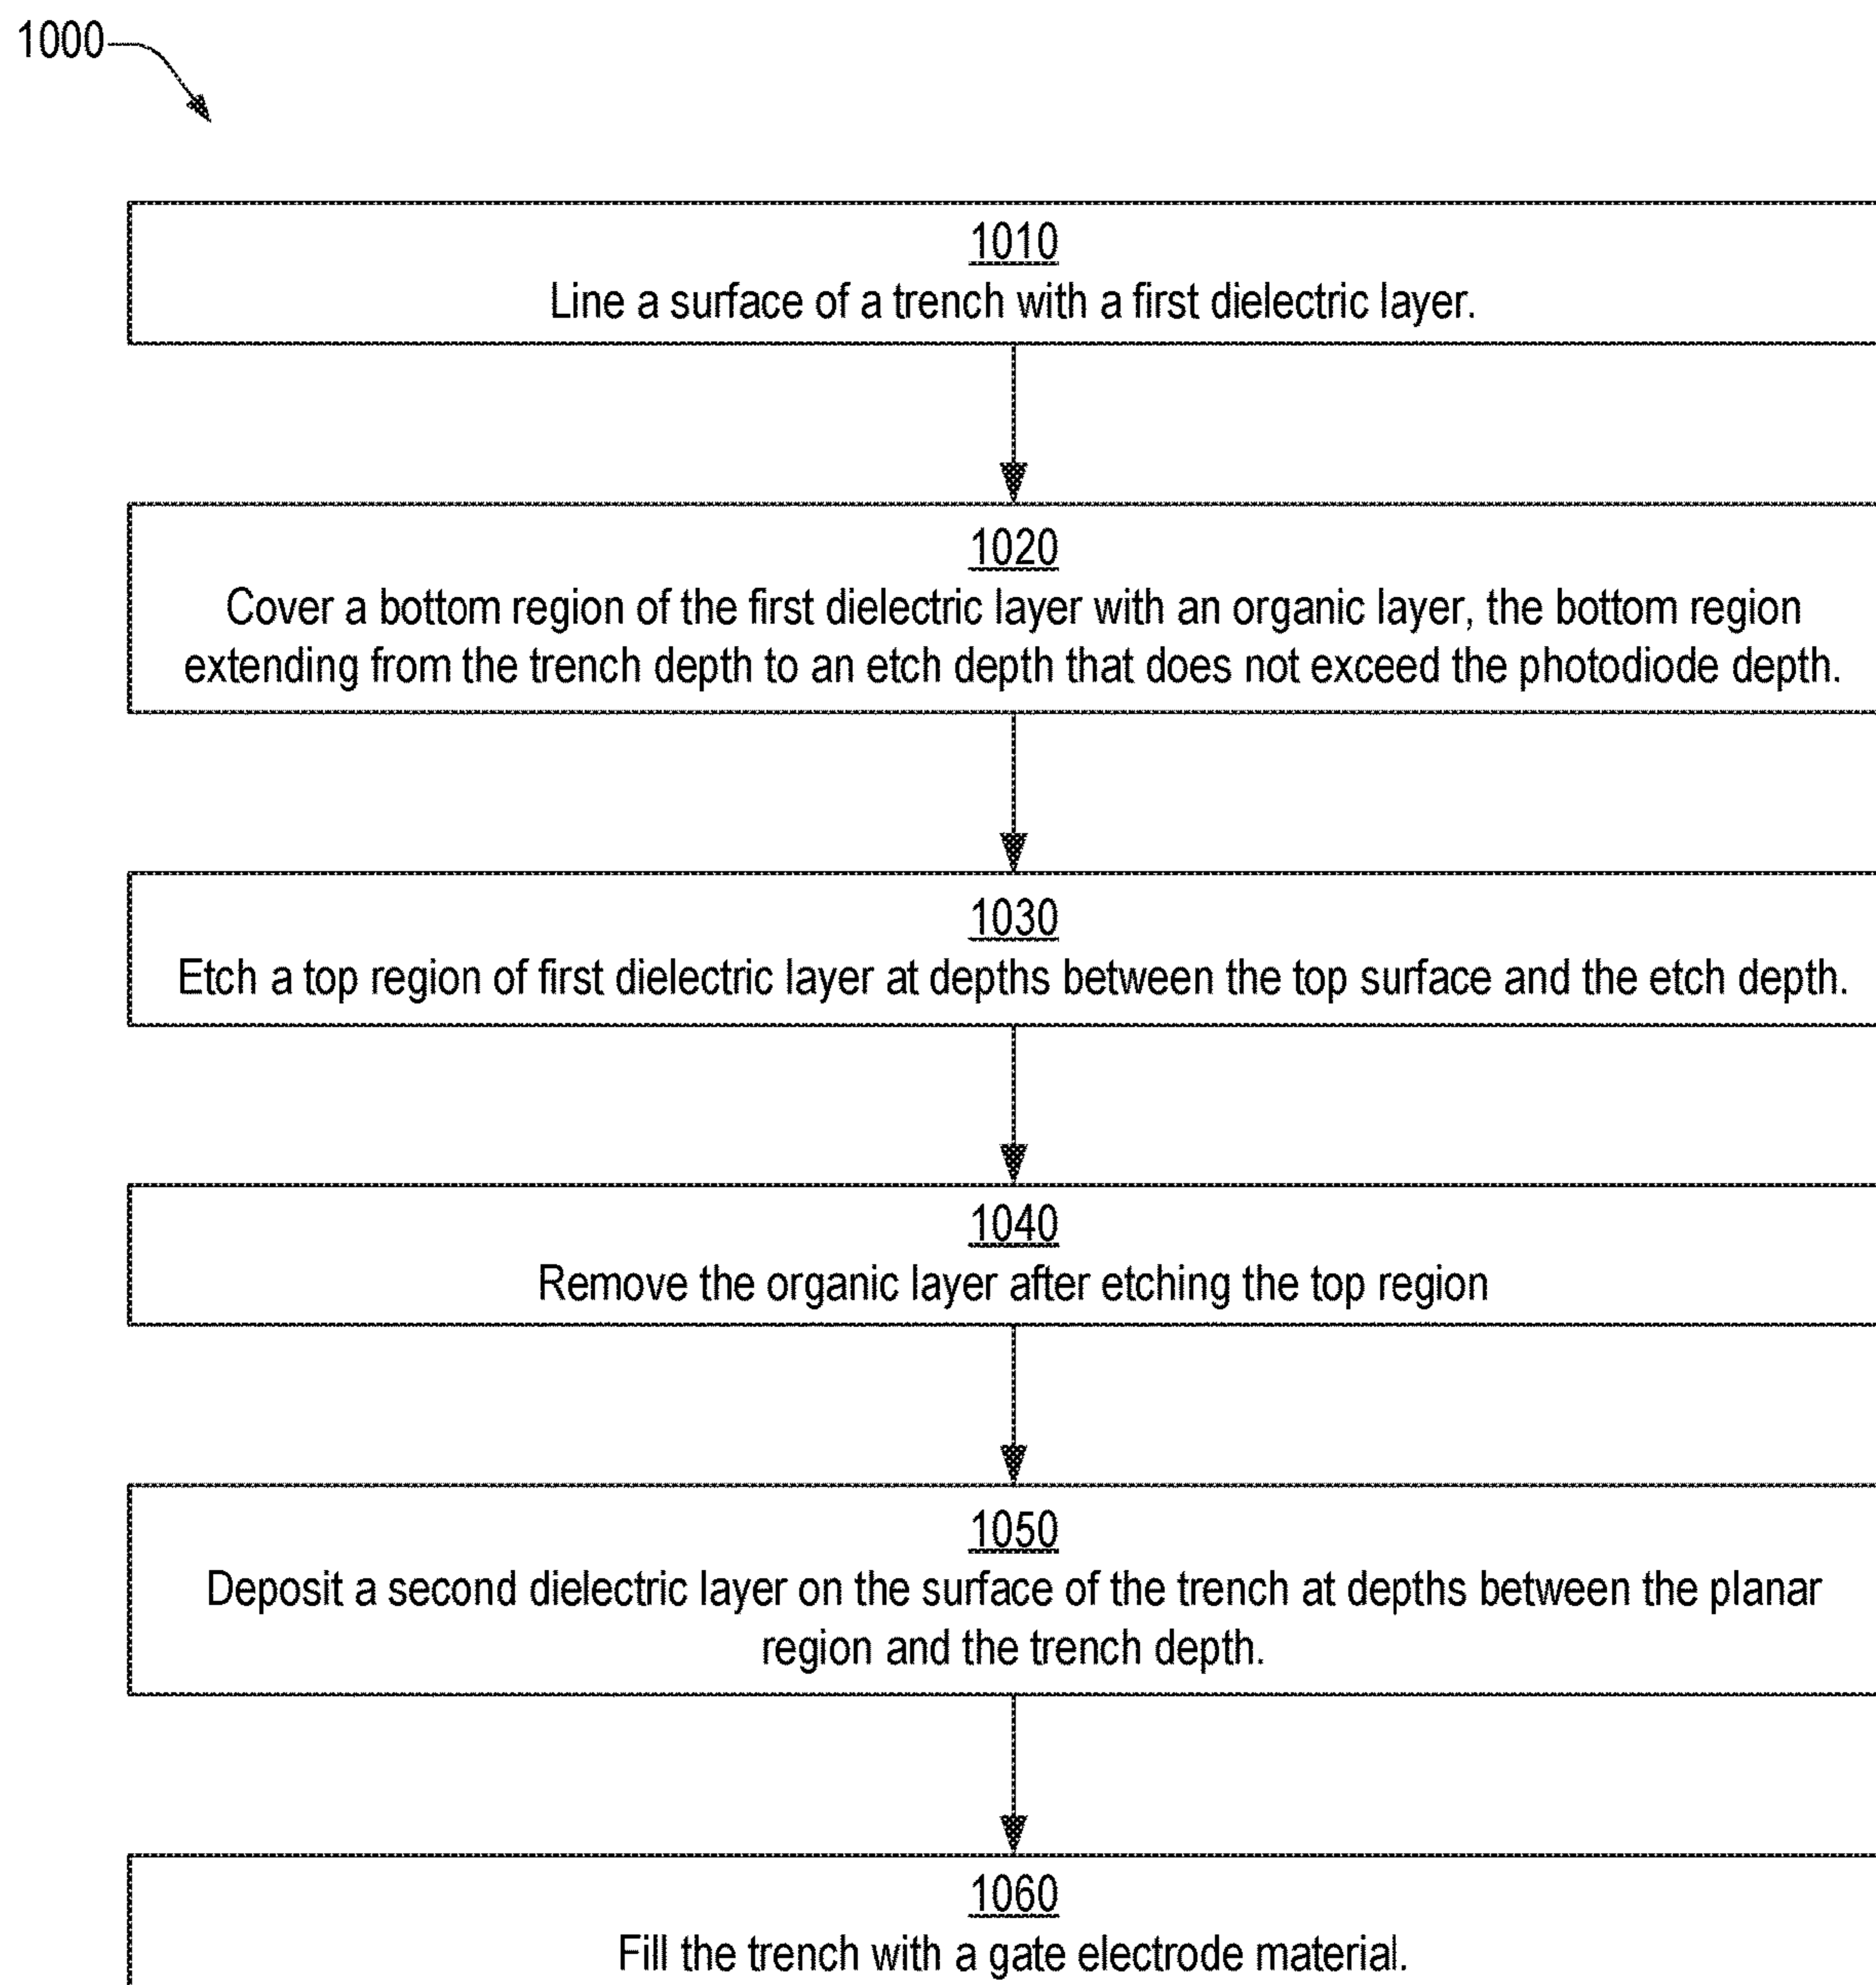 1000
1010
Line a surface of a trench with a first dielectric layer.
1020
Cover a bottom region of the first dielectric layer with an organic layer, the bottom region
extending from the trench depth to an etch depth that does not exceed the photodiode depth.
1030
Etch a top region of first dielectric layer at depths between the top surface and the etch depth.
1040
Remove the organic layer after etching the top region
1050
Deposit a second dielectric layer on the surface of the trench at depths between the planar
region and the trench depth.
1060
Fill the trench with a gate electrode material.